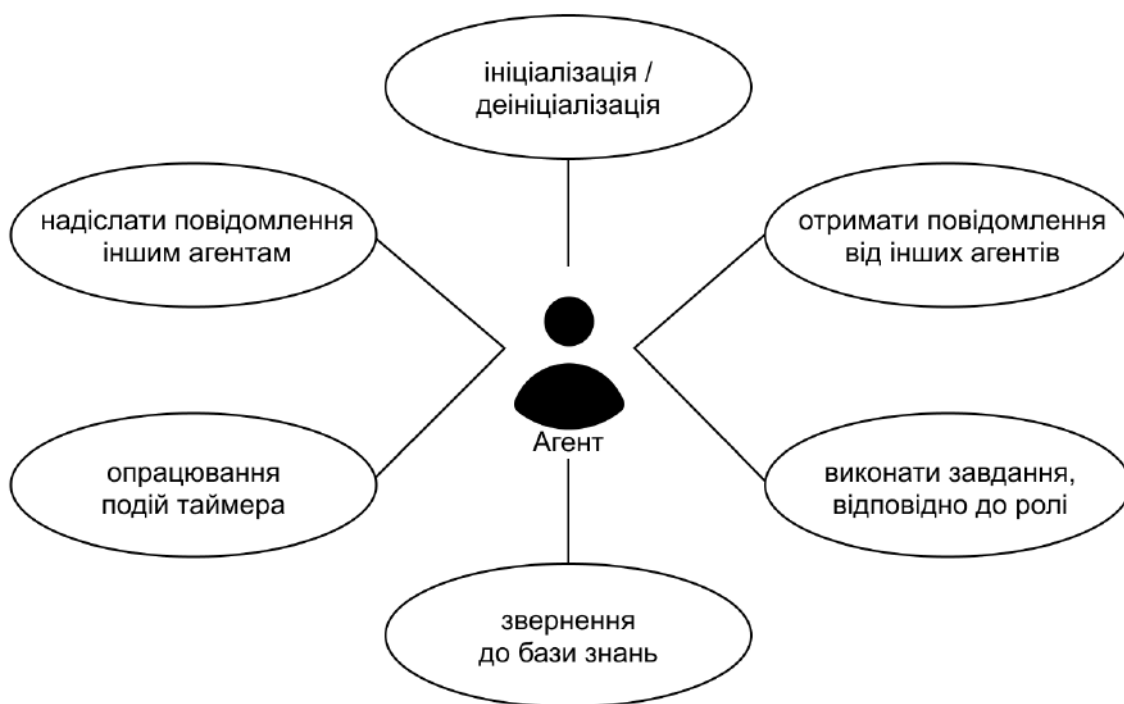 ініціалізація /
деініціалізація
надіслати повідомлення
іншим агентам
отримати повідомлення
від інших агентів
Агент
опрацювання
подій таймера
виконати завдання,
відповідно до ролі
звернення
до бази знань